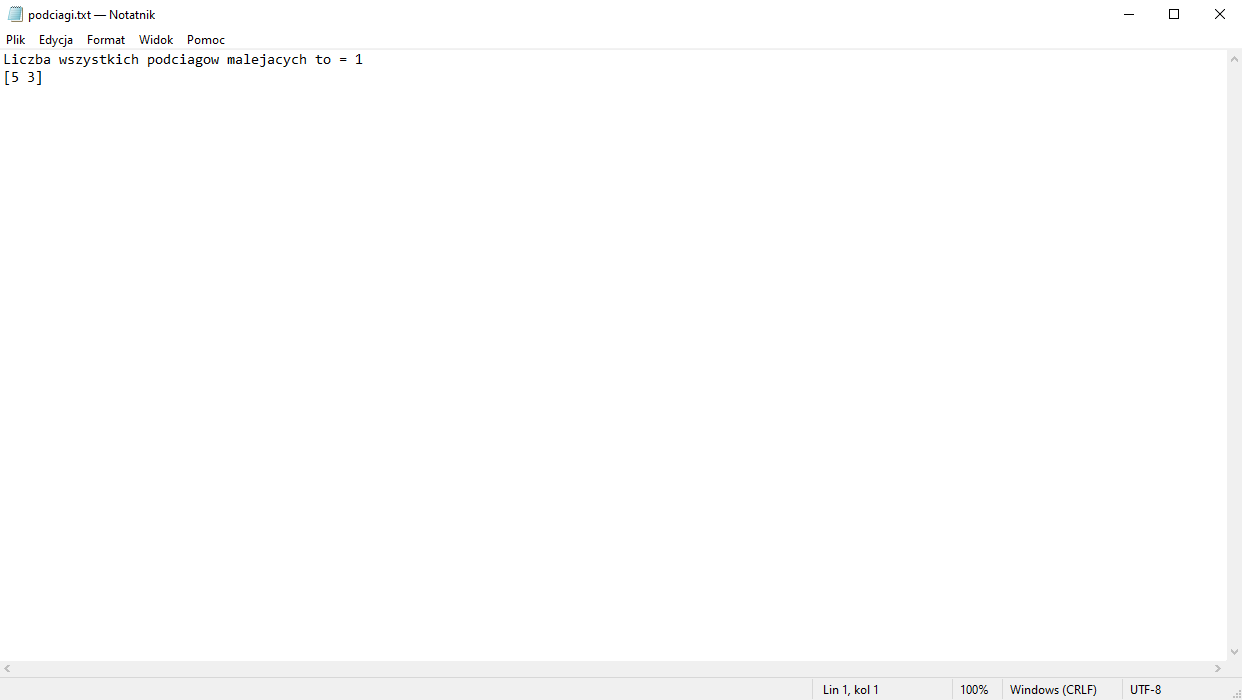 podciagi.txt — Notatnik
Plik Edycja Format Widok Pomoc
Liczba wszystkich podciagow malejacych to = 1
[5 3]
Lin 1, kol 1 100% Windows (CRLF) UTF-8